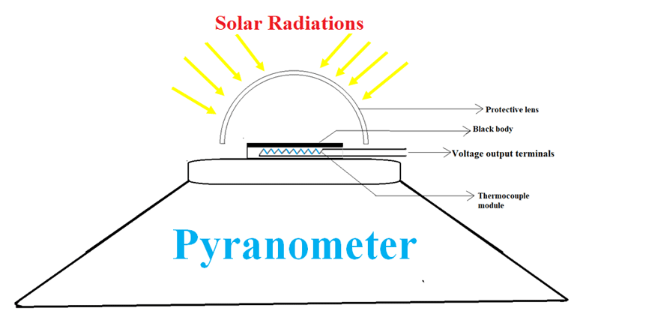 Solar Radiations
Protective lens
Black body
Voltage output terminals
Thermocouple
module
Pyranometer